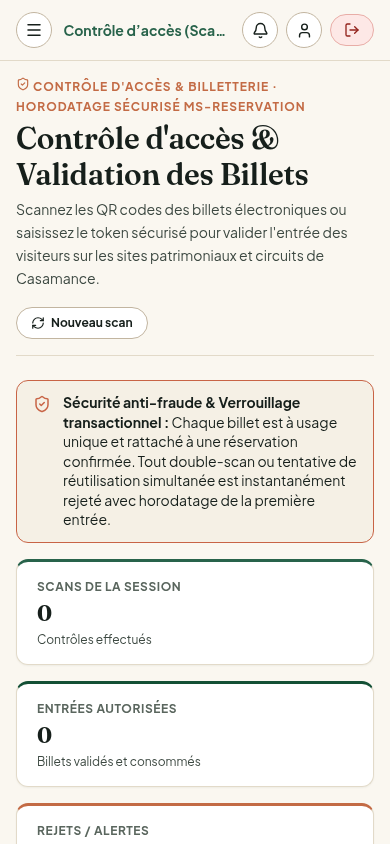 Contrôle d'accès (Sca…
CONTRÔLE D'ACCÈS & BILLETTERIE ·
HORODATAGE SÉCURISÉ MS-RESERVATION
Contrôle d'accès &
Validation des Billets
Scannez les QR codes des billets électroniques ou
saisissez le token sécurisé pour valider l'entrée des
visiteurs sur les sites patrimoniaux et circuits de
Casamance.
Nouveau scan
Sécurité anti-fraude & Verrouillage
transactionnel : Chaque billet est à usage
unique et rattaché à une réservation
confirmée. Tout double-scan ou tentative de
réutilisation simultanée est instantanément
rejeté avec horodatage de la première
entrée.
SCANS DE LA SESSION
0
Contrôles effectués
ENTRÉES AUTORISÉES
0
Billets validés et consommés
REJETS / ALERTES